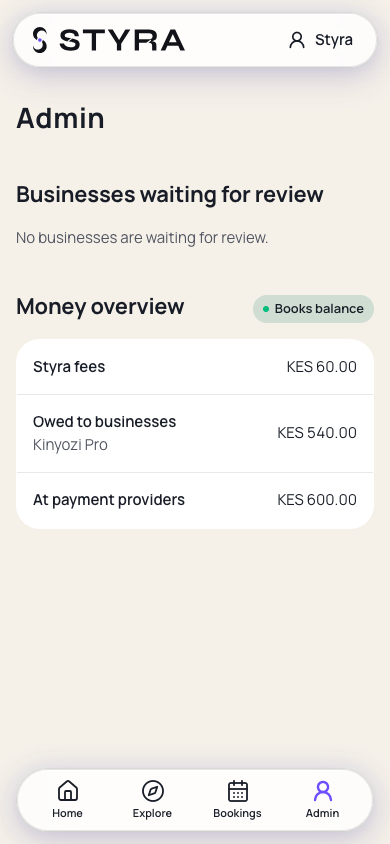 STYRA
Styra
Admin
Businesses waiting for review
No businesses are waiting for review.
Money overview
Books balance
Styra fees
KES 60.00
Owed to businesses
Kinyozi Pro
KES 540.00
At payment providers
KES 600.00
Home
Explore
Bookings
Admin